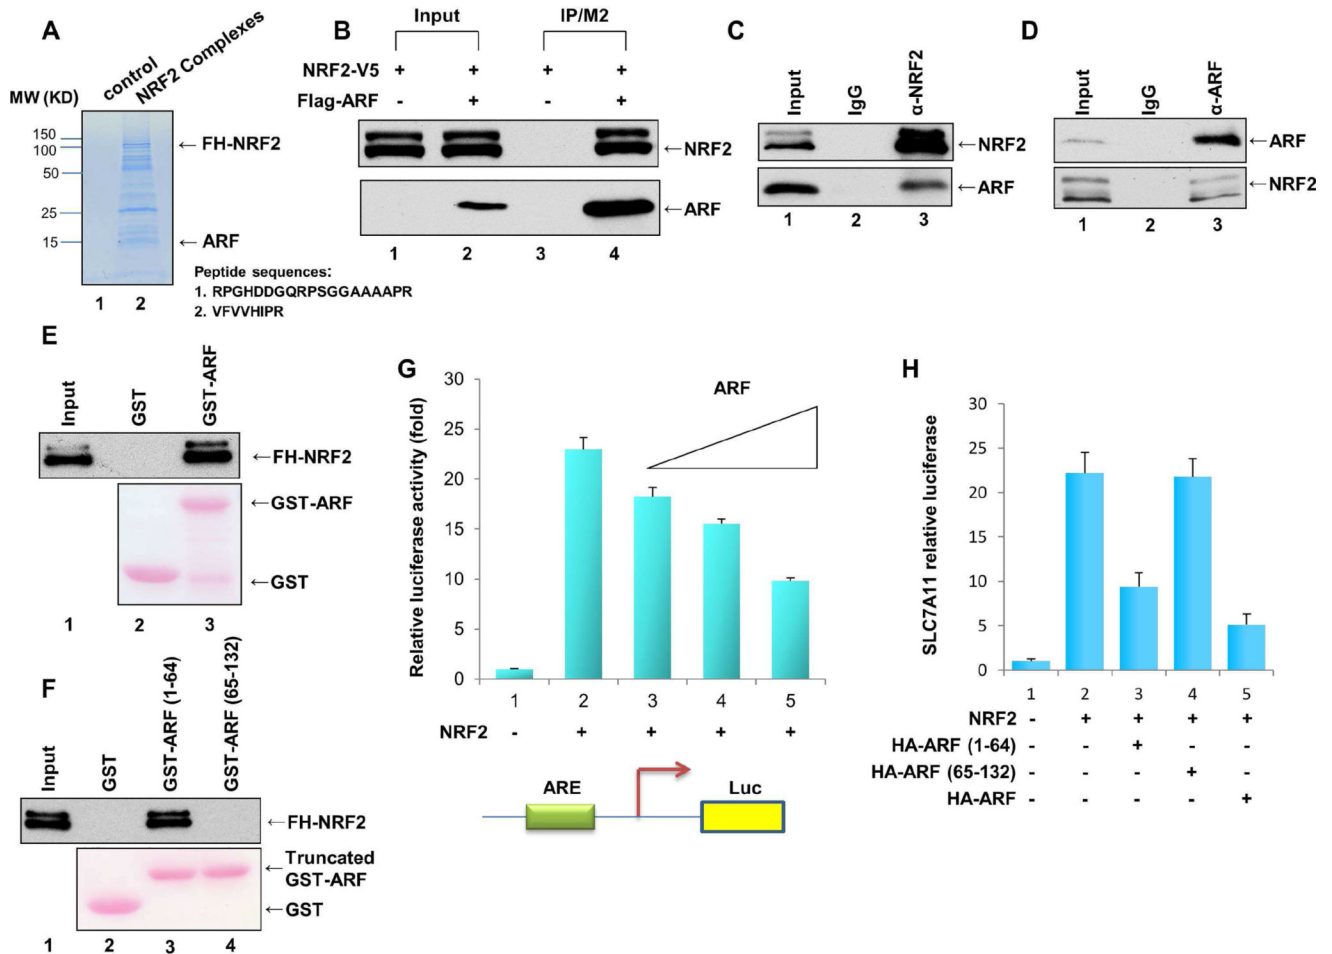 A
control
NRF2 Complexes
MW (KD)
150
100
50
25
15
← FH-NRF2
← ARF
1 2
Peptide sequences:
1. RPGHDDGQRPSGGAAAAPR
2. VFVVHIPR
B
Input IP/M2
NRF2-V5 + + + +
Flag-ARF - + - +
←NRF2
←ARF
1 2 3 4
C
Input
IgG
α-NRF2
←NRF2
←ARF
1 2 3
D
Input
IgG
α-ARF
←ARF
←NRF2
1 2 3
E
Input
GST
GST-ARF
←FH-NRF2
←GST-ARF
←GST
1 2 3
F
Input
GST
GST-ARF (1-64)
GST-ARF (65-132)
←FH-NRF2
←Truncated
GST-ARF
←GST
1 2 3 4
G
Relative luciferase activity (fold)
30
25
20
15
10
5
0
ARF
1 2 3 4 5
NRF2 - + + + +
ARE Luc
H
SLC7A11 relative luciferase
30
25
20
15
10
5
0
1 2 3 4 5
NRF2 - + + + +
HA-ARF (1-64) - - + - -
HA-ARF (65-132) - - - + -
HA-ARF - - - - +